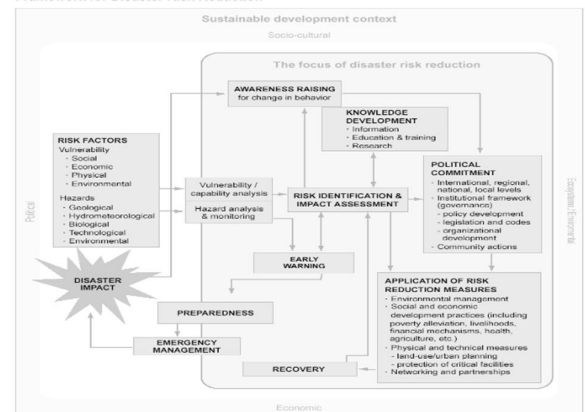 Framework for Disaster Risk Reduction
Sustainable development context
Socio-cultural
The focus of disaster risk reduction
AWARENESS RAISING
for change in behavior
KNOWLEDGE
DEVELOPMENT
· Information
· Education & training
· Research
RISK FACTORS
Vulnerability
· Social
· Economic
· Physical
· Environmental
Hazards
· Geological
· Hydrometeorological
· Biological
· Technological
· Environmental
Vulnerability /
capability analysis
Hazard analysis
& monitoring
RISK IDENTIFICATION &
IMPACT ASSESSMENT
POLITICAL
COMMITMENT
· International, regional,
national, local levels
· Institutional framework
(governance)
- policy development
- legislation and codes
- organizational
development
· Community actions
Political
EARLY
WARNING
DISASTER
IMPACT
PREPAREDNESS
EMERGENCY
MANAGEMENT
RECOVERY
APPLICATION OF RISK
REDUCTION MEASURES
· Environmental management
· Social and economic
development practices (including
poverty alleviation, livelihoods,
financial mechanisms, health,
agriculture, etc.)
· Physical and technical measures
- land-use/urban planning
- protection of critical facilities
· Networking and partnerships
Economic